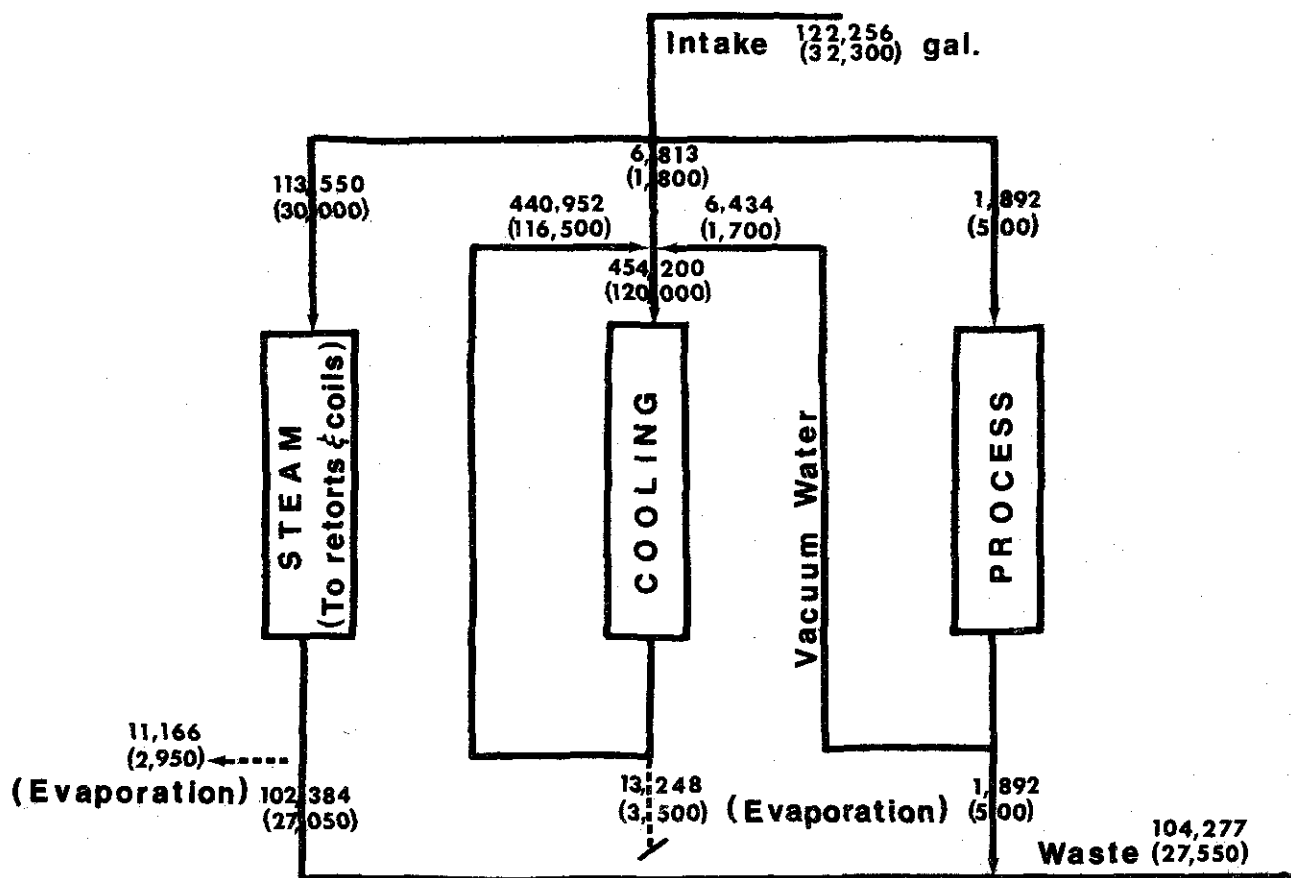 122,256
Intake (32,300) gal.
6,813
(1,800)
113,550
(30,000)
440,952
(116,500)
6,434
(1,700)
1,892
(500)
454,200
(120,000)
STEAM
(To retorts & coils)
COOLING
Vacuum Water
PROCESS
11,166
(2,950)
(Evaporation)
102,384
(27,050)
13,248
(3,500)
(Evaporation)
1,892
(500)
104,277
Waste (27,550)